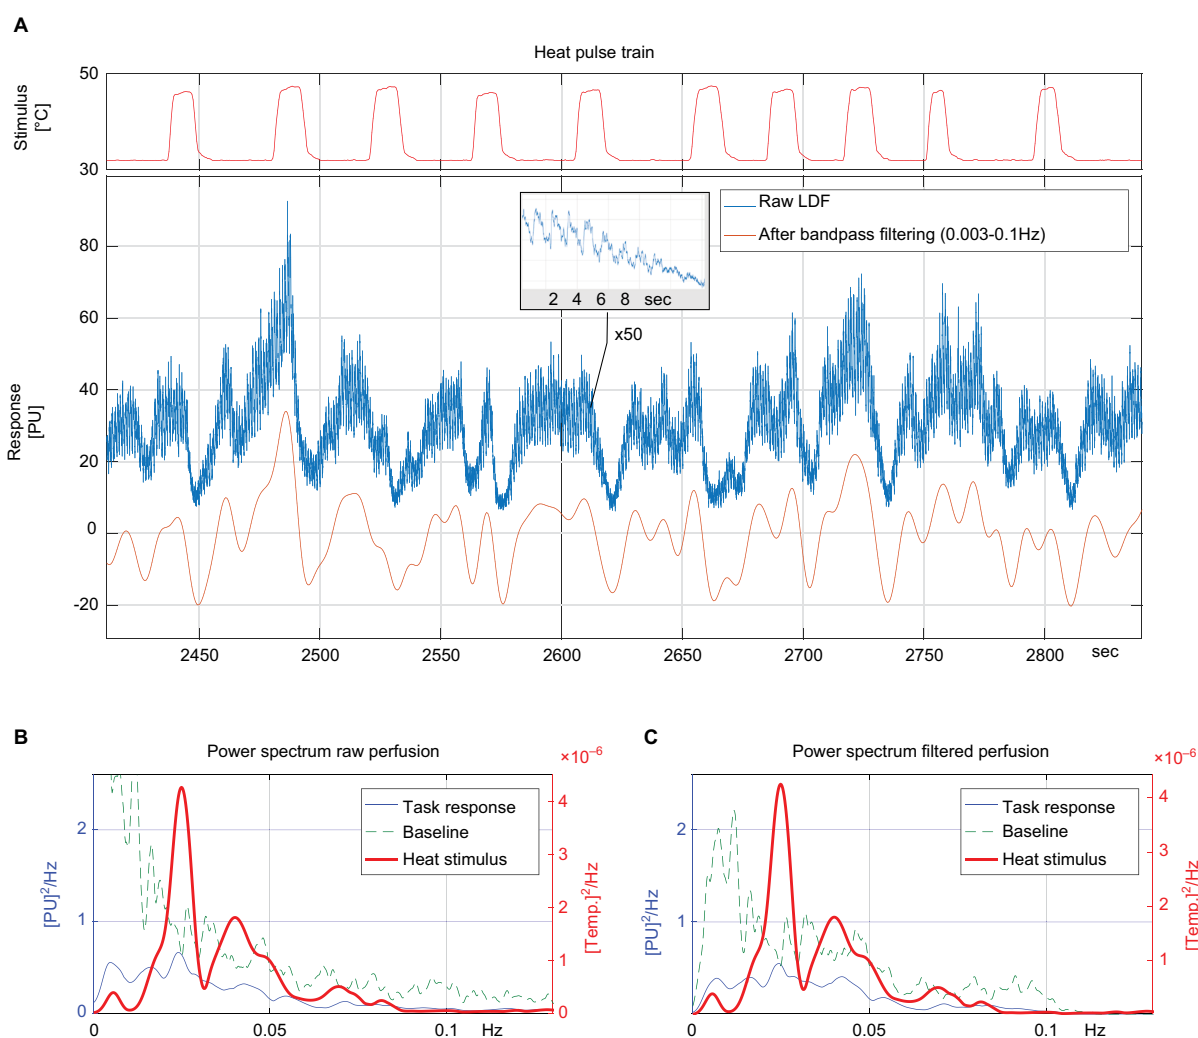 A
Heat pulse train
50
Stimulus
[°C]
30
Raw LDF
After bandpass filtering (0.003-0.1Hz)
2 4 6 8 sec
x50
80
60
40
20
0
-20
Response
[PU]
2450 2500 2550 2600 2650 2700 2750 2800 sec
B
Power spectrum raw perfusion
×10⁻⁶
Task response
Baseline
Heat stimulus
2
1
0
[PU]²/Hz
4
3
2
1
0
[Temp.]²/Hz
0 0.05 0.1 Hz
C
Power spectrum filtered perfusion
×10⁻⁶
Task response
Baseline
Heat stimulus
2
1
0
[PU]²/Hz
4
3
2
1
[Temp.]²/Hz
0 0.05 0.1 Hz